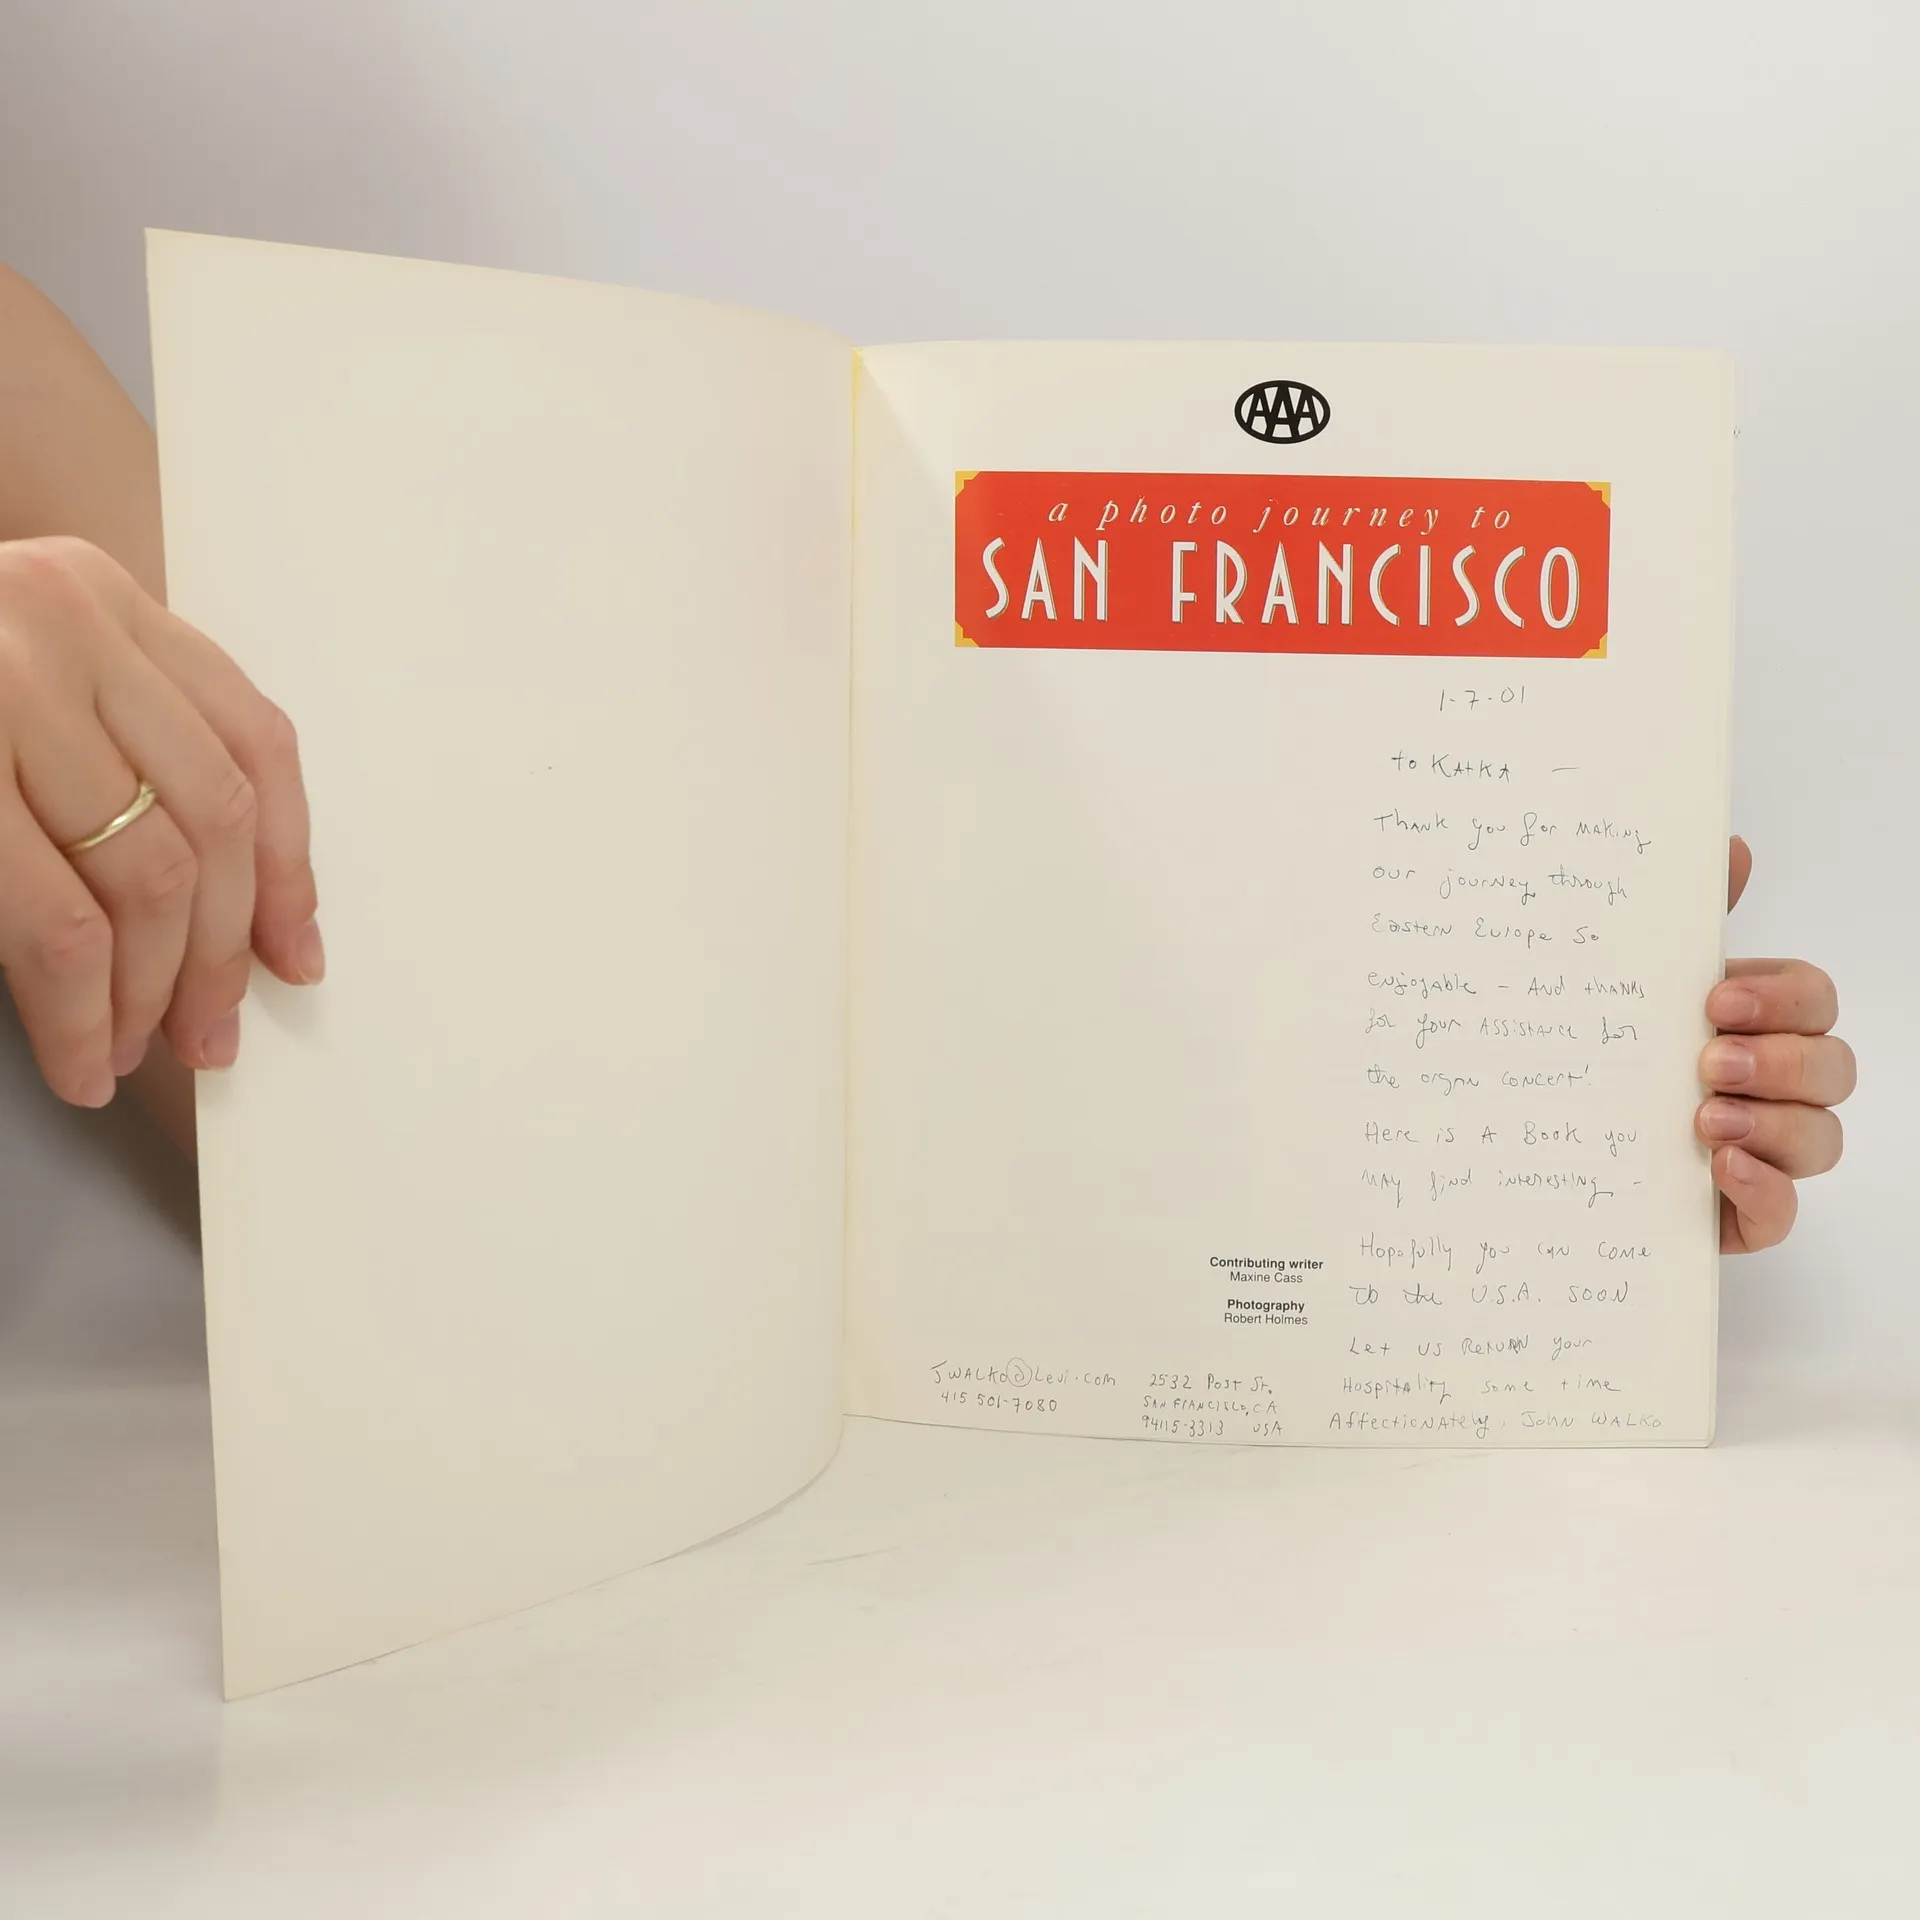 AAA
a photo journey to
SAN FRANCISCO
1-7-01
to Katka —
Thank you for making
our journey through
Eastern Europe so
enjoyable - And thanks
for your Assistance for
the organ concert!
Here is A Book you
may find interesting -
Hopefully you can come
to the U.S.A. soon
Let us Return your
Hospitality some time
Affectionately, John Walko
Contributing writer
Maxine Cass
Photography
Robert Holmes
JWALKO@Levi.com
415 501-7080
2532 Post St.
San Francisco, CA
94115-3313 USA